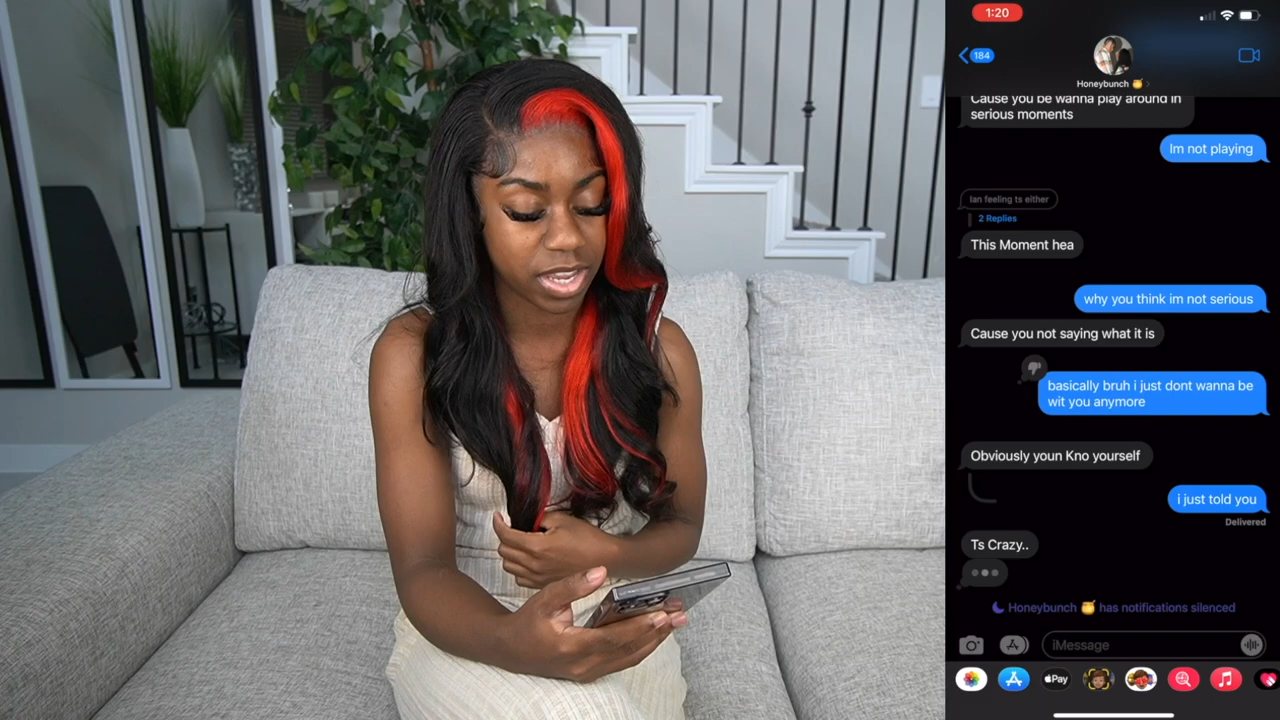 1:20
184
Honeybunch 🍯
Cause you be wanna play around in
serious moments
Im not playing
Ian feeling ts either
2 Replies
This Moment hea
why you think im not serious
Cause you not saying what it is
basically bruh i just dont wanna be
wit you anymore
Obviously youn Kno yourself
i just told you
Delivered
Ts Crazy..
Honeybunch 🍯 has notifications silenced
iMessage
Pay